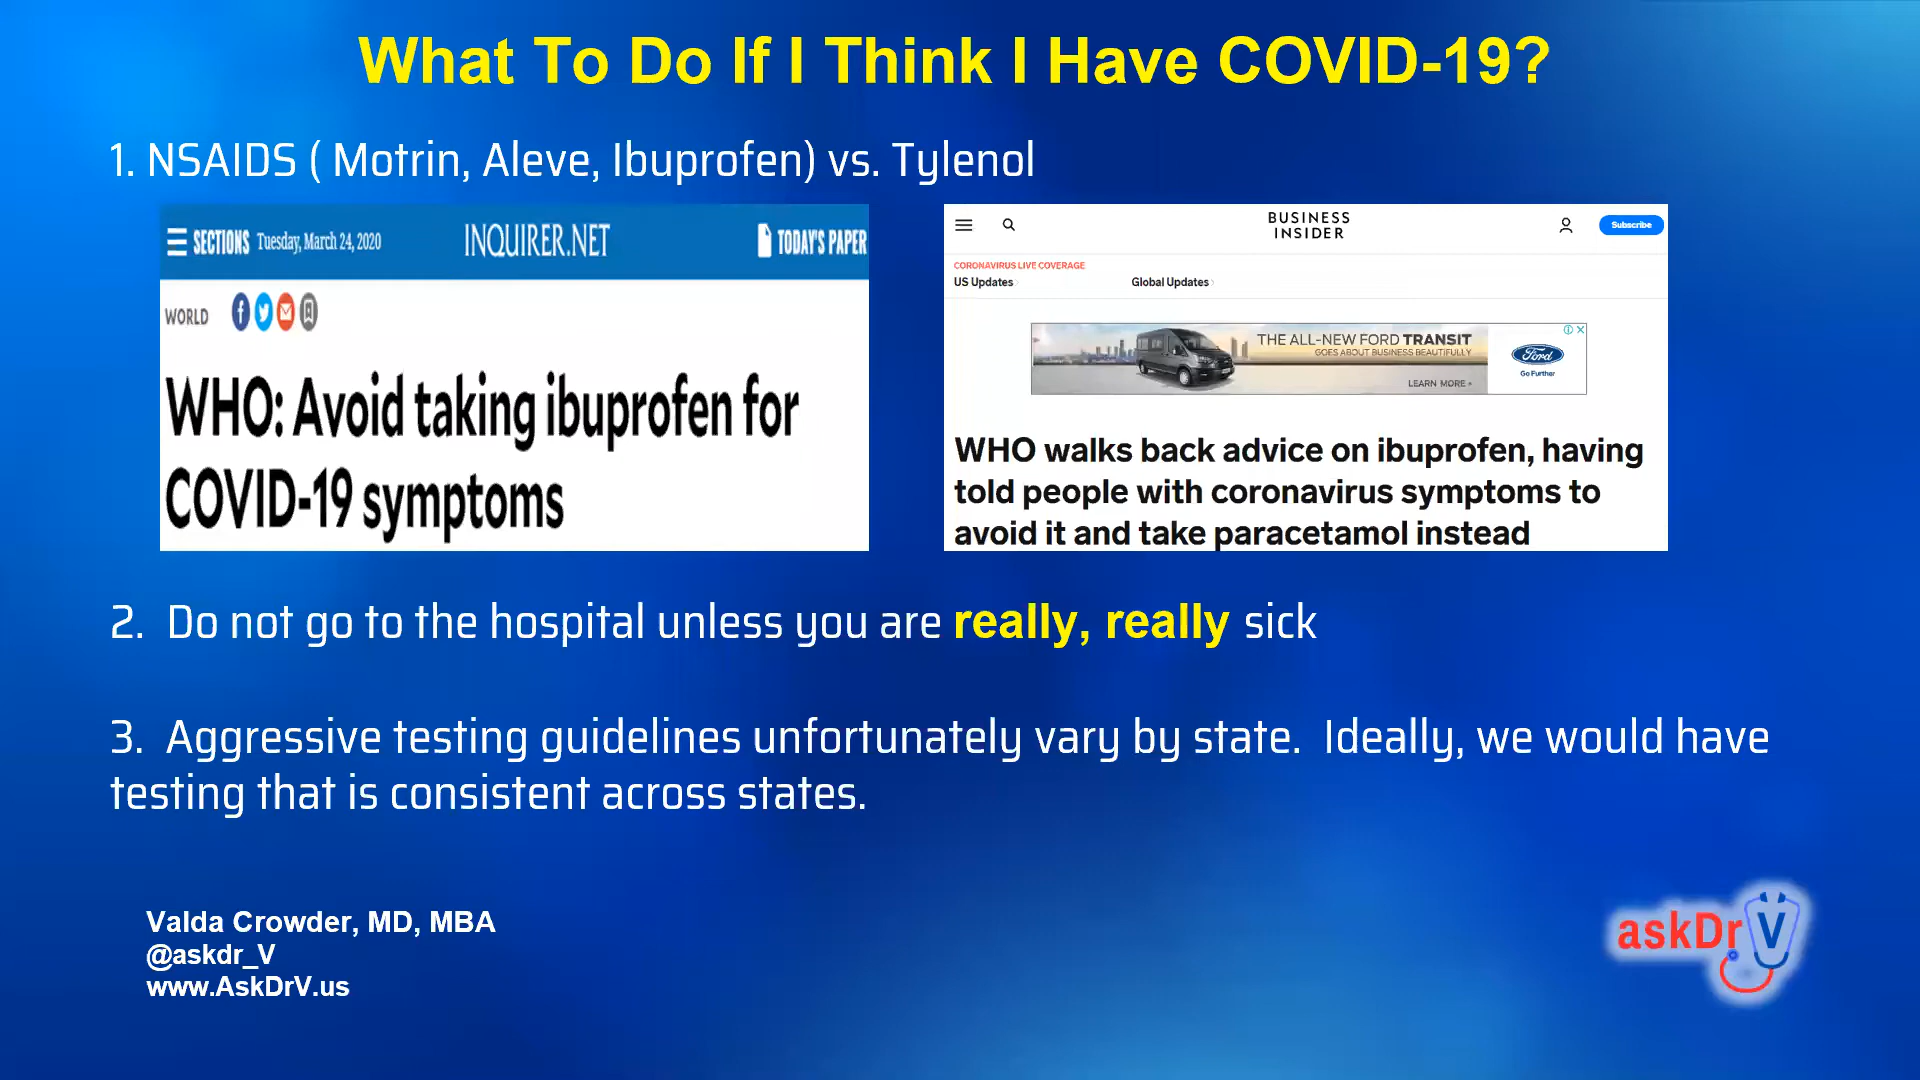 What To Do If I Think I Have COVID-19?
1. NSAIDS ( Motrin, Aleve, Ibuprofen) vs. Tylenol
SECTIONS Tuesday, March 24, 2020 INQUIRER.NET TODAY'S PAPER
WORLD
WHO: Avoid taking ibuprofen for
COVID-19 symptoms
BUSINESS
INSIDER
Subscribe
CORONAVIRUS LIVE COVERAGE
US Updates Global Updates
THE ALL-NEW FORD TRANSIT
GOES ABOUT BUSINESS BEAUTIFULLY
LEARN MORE
Ford
Go Further
WHO walks back advice on ibuprofen, having
told people with coronavirus symptoms to
avoid it and take paracetamol instead
2. Do not go to the hospital unless you are really, really sick
3. Aggressive testing guidelines unfortunately vary by state. Ideally, we would have
testing that is consistent across states.
Valda Crowder, MD, MBA
@askdr_V
www.AskDrV.us
askDr V